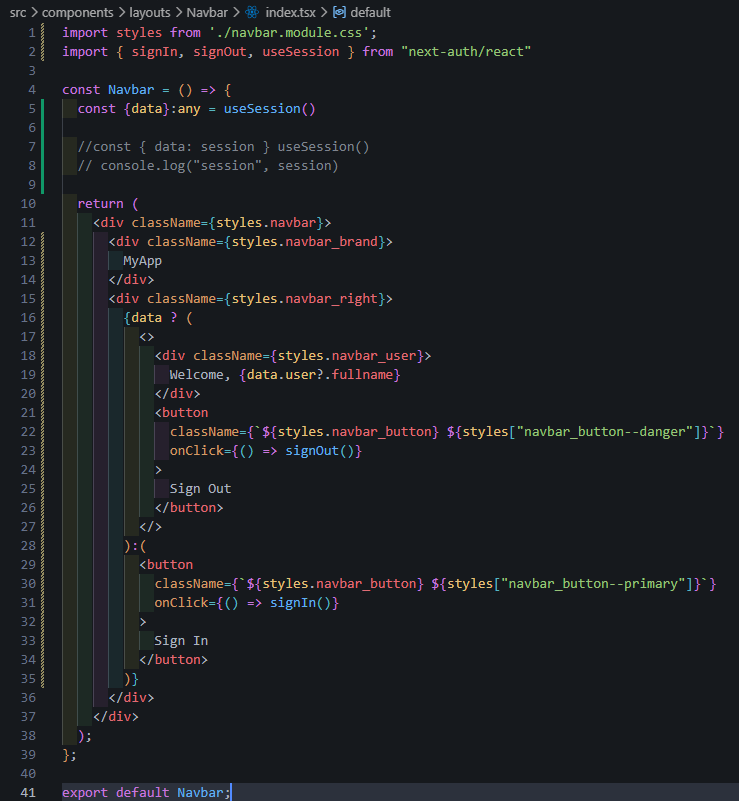 src > components > layouts > Navbar > index.tsx > default
1 import styles from './navbar.module.css';
2 import { signIn, signOut, useSession } from "next-auth/react"
3
4 const Navbar = () => {
5   const {data}:any = useSession()
6
7   //const { data: session } useSession()
8   // console.log("session", session)
9
10   return (
11     <div className={styles.navbar}>
12       <div className={styles.navbar_brand}>
13         MyApp
14       </div>
15       <div className={styles.navbar_right}>
16         {data ? (
17           <>
18             <div className={styles.navbar_user}>
19               Welcome, {data.user?.fullname}
20             </div>
21             <button
22               className={`${styles.navbar_button} ${styles["navbar_button--danger"]}`}
23               onClick={() => signOut()}
24             >
25               Sign Out
26             </button>
27           </>
28         ):(
29           <button
30             className={`${styles.navbar_button} ${styles["navbar_button--primary"]}`}
31             onClick={() => signIn()}
32           >
33             Sign In
34           </button>
35         )}
36       </div>
37     </div>
38   );
39 };
40
41 export default Navbar;